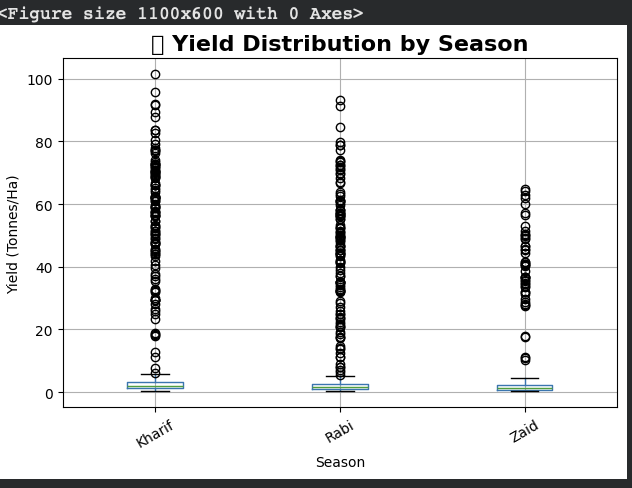 <Figure size 1100x600 with 0 Axes>
Yield Distribution by Season
100
80
60
40
20
0
Yield (Tonnes/Ha)
Kharif
Rabi
Zaid
Season